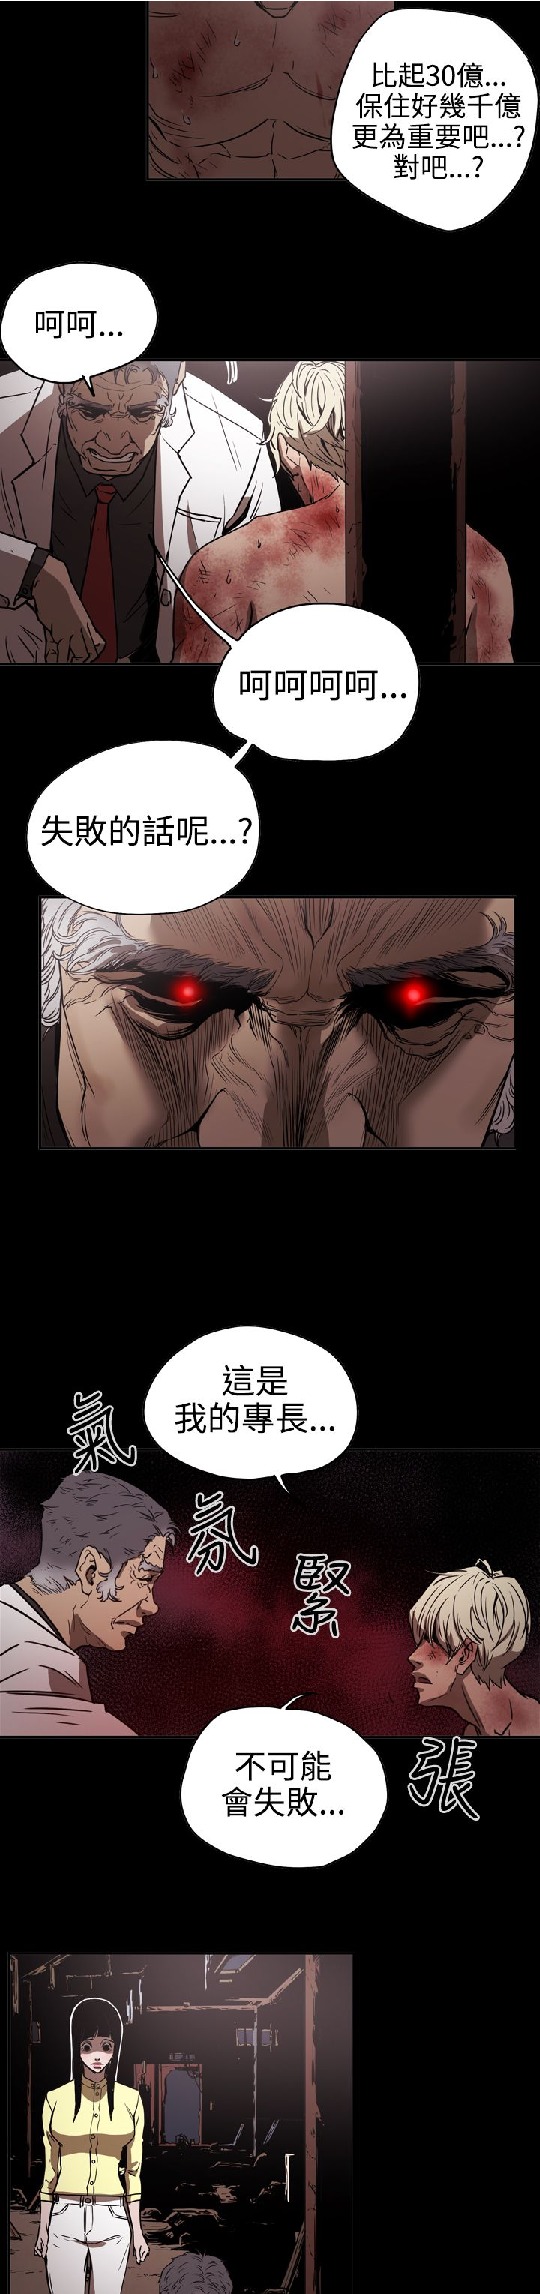 比起30億...
保住好幾千億
更為重要吧...?
對吧...?
呵呵...
呵呵呵呵...
失敗的話呢...?
這是
我的專長...
氣
氛
緊
張
不可能
會失敗...